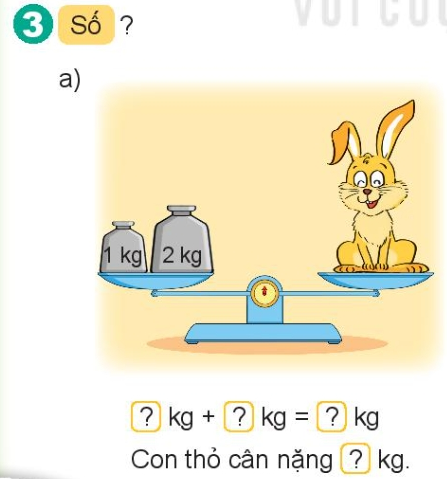 3 Số ?
a)
1 kg 2 kg
? kg + ? kg = ? kg
Con thỏ cân nặng ? kg.